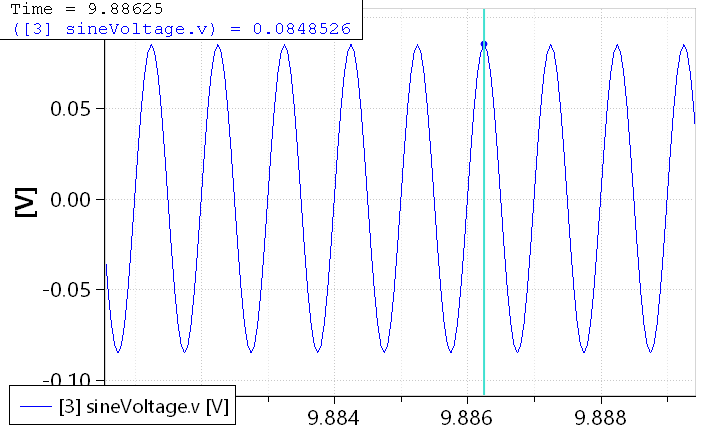 Time = 9.88625
([3] sineVoltage.v) = 0.0848526
0.05
0.00
-0.05
-0.10
[V]
9.884
9.886
9.888
[3] sineVoltage.v [V]